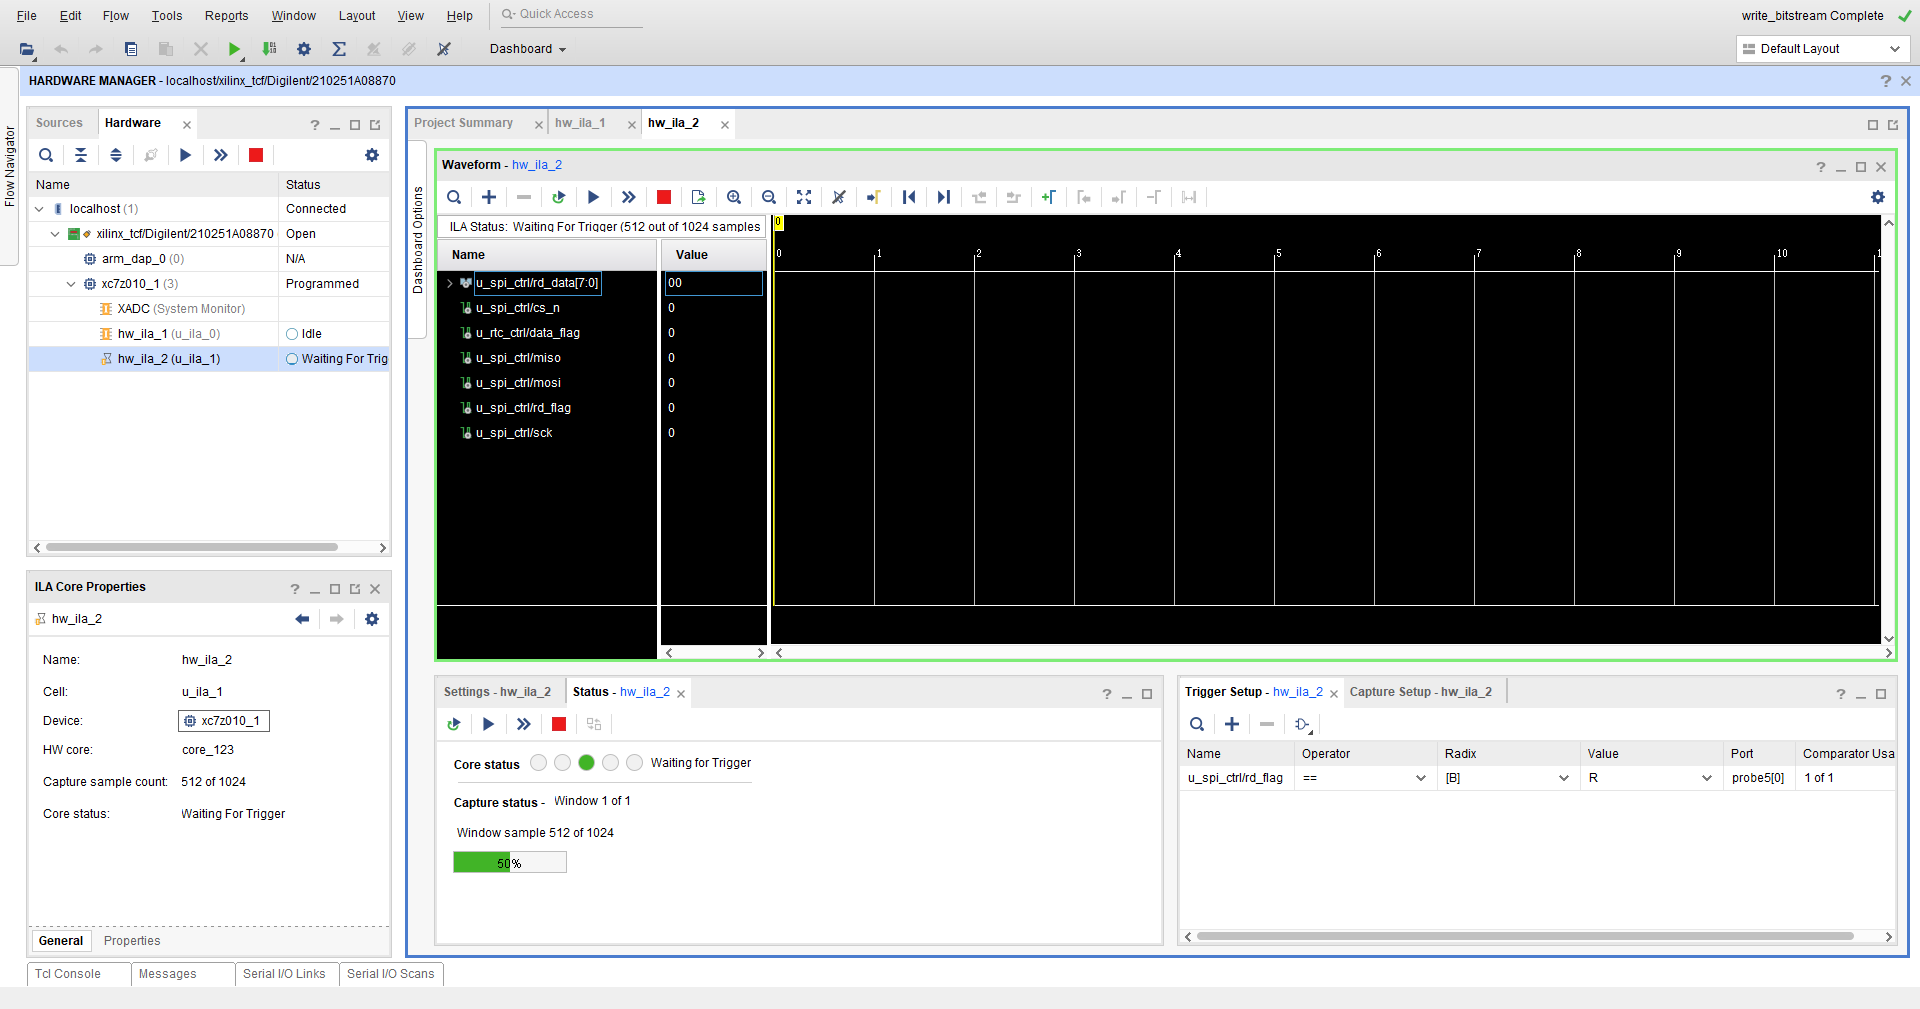 File Edit Flow Tools Reports Window Layout View Help Quick Access write_bitstream Complete
Dashboard Default Layout
HARDWARE MANAGER - localhost/xilinx_tcf/Digilent/210251A08870
Flow Navigator
Sources Hardware
Name Status
localhost (1) Connected
xilinx_tcf/Digilent/210251A08870 Open
arm_dap_0 (0) N/A
xc7z010_1 (3) Programmed
XADC (System Monitor)
hw_ila_1 (u_ila_0) Idle
hw_ila_2 (u_ila_1) Waiting For Trig
ILA Core Properties
hw_ila_2
Name: hw_ila_2
Cell: u_ila_1
Device: xc7z010_1
HW core: core_123
Capture sample count: 512 of 1024
Core status: Waiting For Trigger
General Properties
Project Summary hw_ila_1 hw_ila_2
Dashboard Options
Waveform - hw_ila_2
ILA Status: Waiting For Trigger (512 out of 1024 samples
0
Name Value
0 1 2 3 4 5 6 7 8 9 10 1
u_spi_ctrl/rd_data[7:0] 00
u_spi_ctrl/cs_n 0
u_rtc_ctrl/data_flag 0
u_spi_ctrl/miso 0
u_spi_ctrl/mosi 0
u_spi_ctrl/rd_flag 0
u_spi_ctrl/sck 0
Settings - hw_ila_2 Status - hw_ila_2
Core status Waiting for Trigger
Capture status - Window 1 of 1
Window sample 512 of 1024
50%
Trigger Setup - hw_ila_2 Capture Setup - hw_ila_2
Name Operator Radix Value Port Comparator Usa
u_spi_ctrl/rd_flag == [B] R probe5[0] 1 of 1
Tcl Console Messages Serial I/O Links Serial I/O Scans